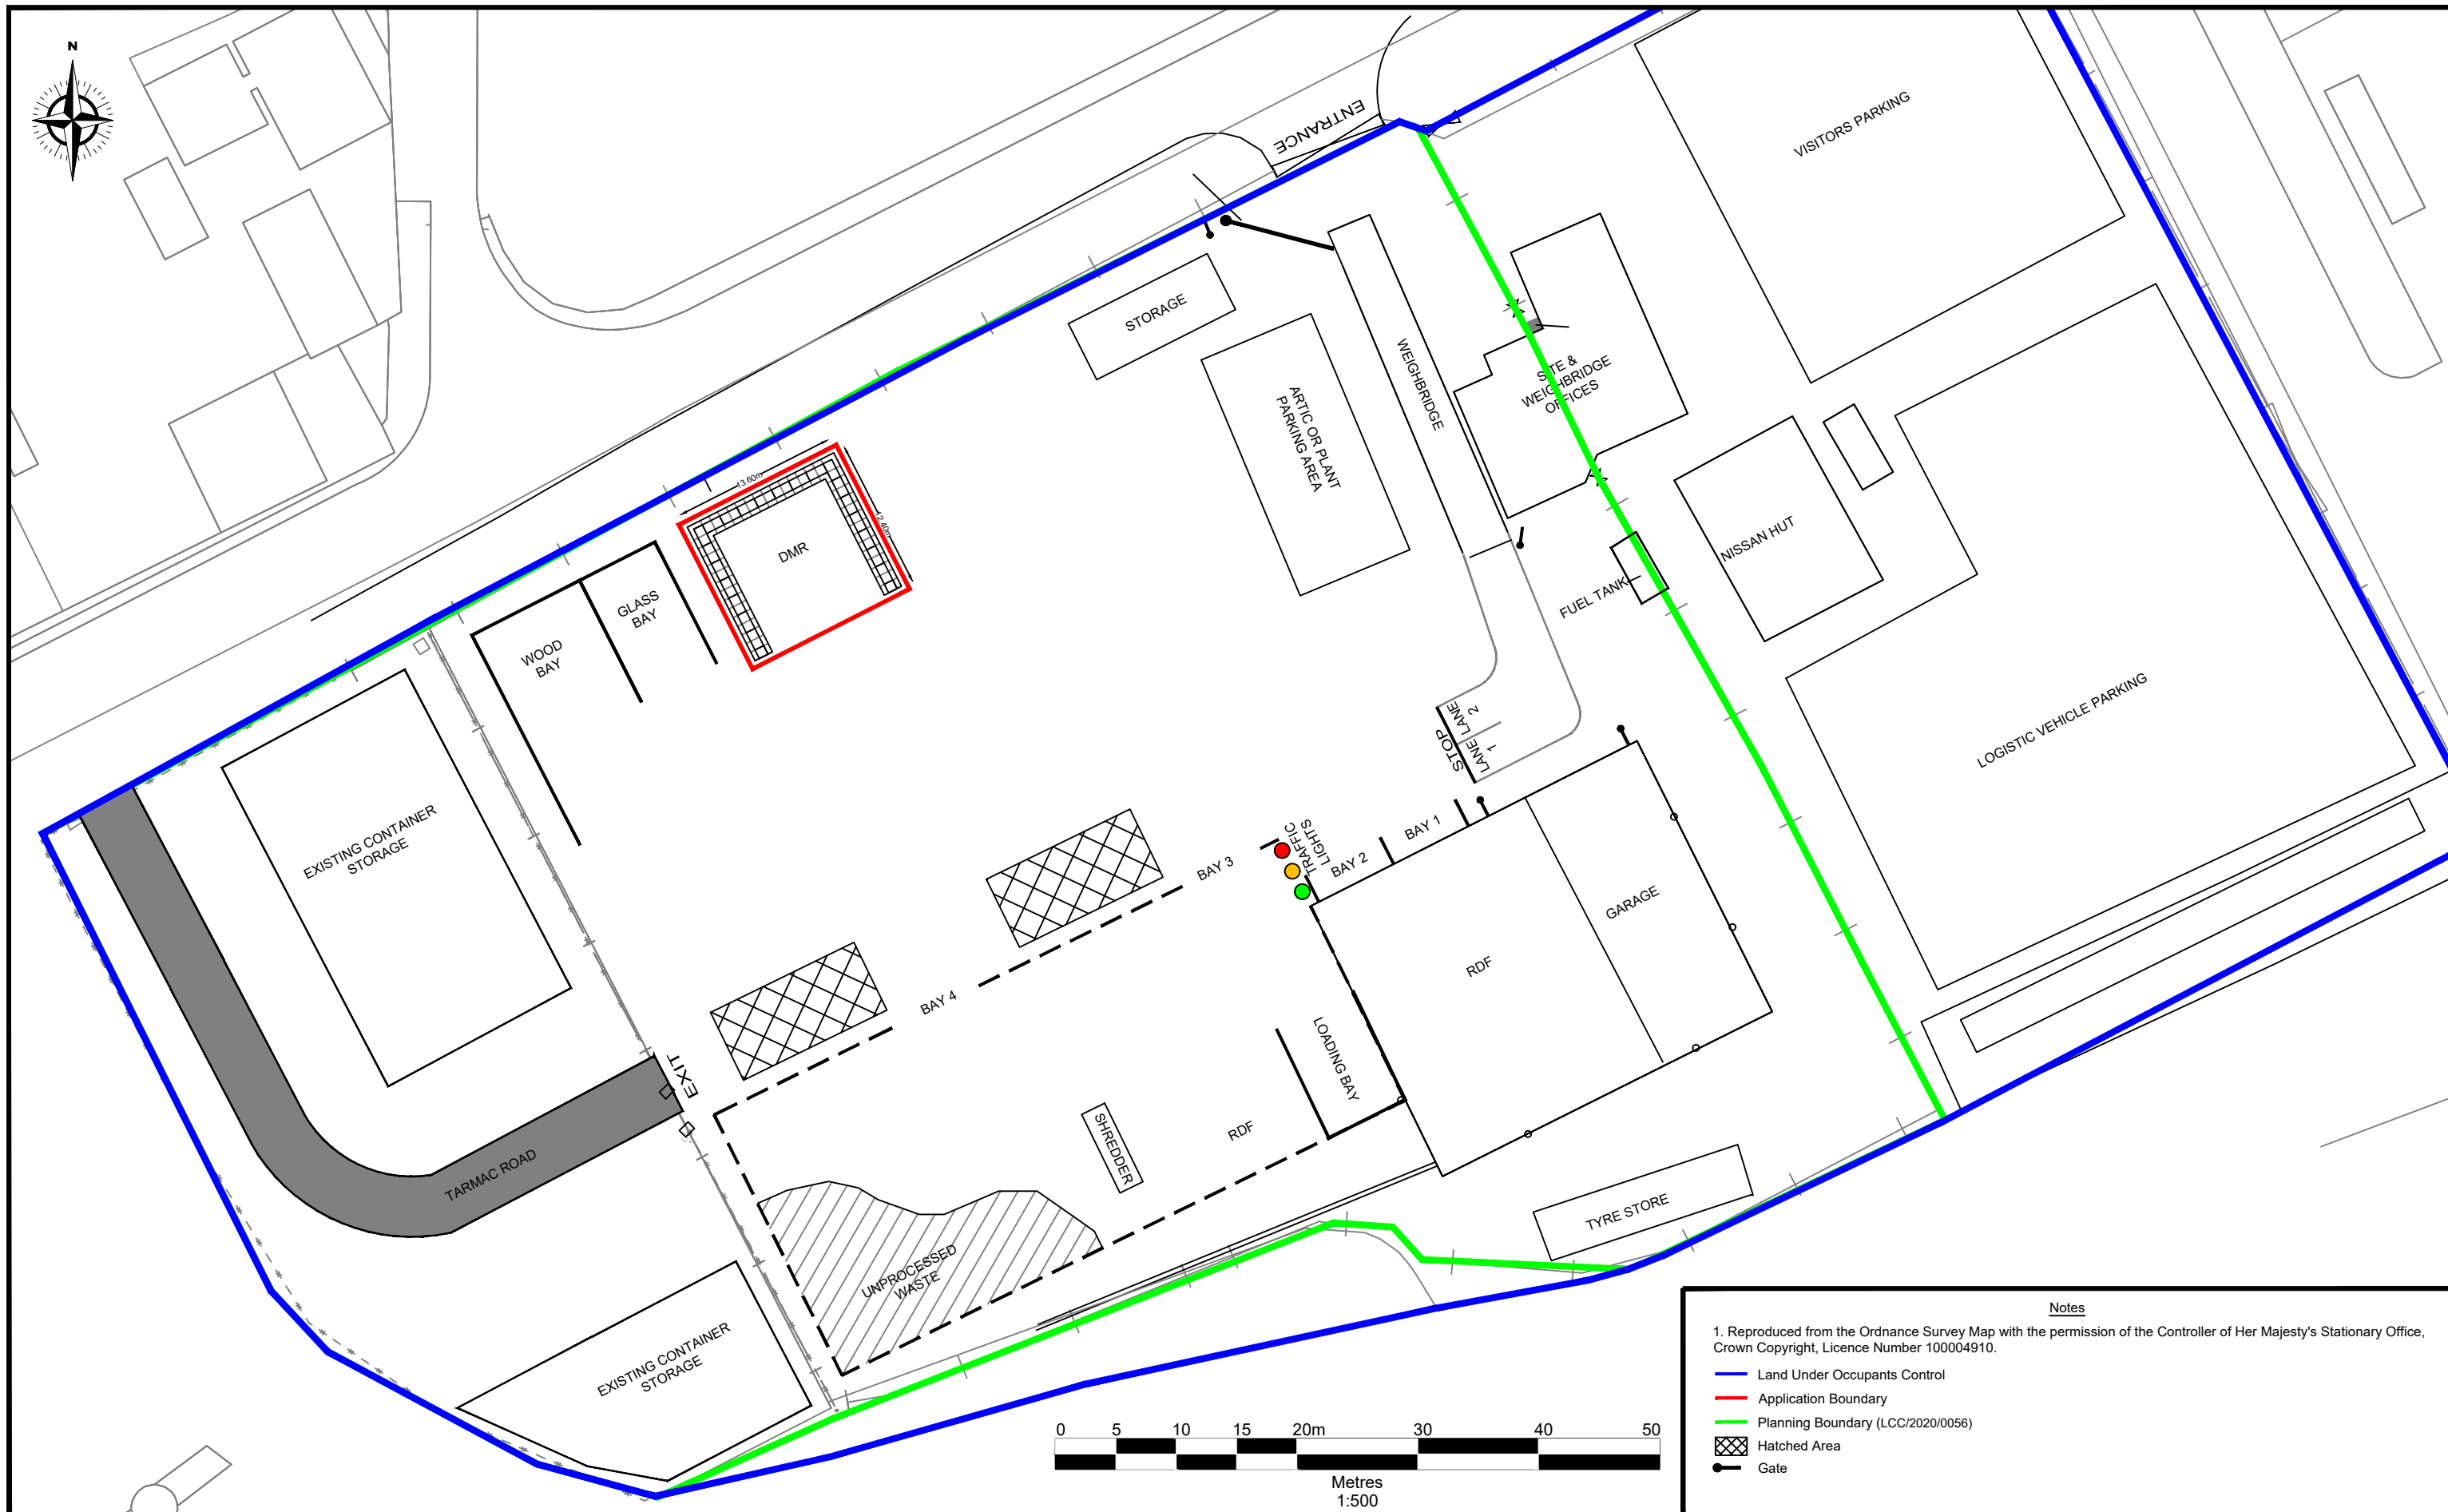 N
ENTRANCE
VISITORS PARKING
STORAGE
WEIGHBRIDGE
SITE &
WEIGHBRIDGE
OFFICES
ARTIC OR PLANT
PARKING AREA
13.60m
12.40m
DMR
NISSAN HUT
FUEL TANK
GLASS
BAY
WOOD
BAY
LOGISTIC VEHICLE PARKING
STOP
LANE
1
LANE
2
EXISTING CONTAINER
STORAGE
TRAFFIC
LIGHTS
BAY 1
BAY 2
BAY 3
BAY 4
GARAGE
RDF
LOADING BAY
EXIT
SHREDDER
RDF
TARMAC ROAD
TYRE STORE
UNPROCESSED
WASTE
EXISTING CONTAINER
STORAGE
0 5 10 15 20m 30 40 50
Metres
1:500
Notes
1. Reproduced from the Ordnance Survey Map with the permission of the Controller of Her Majesty's Stationary Office,
Crown Copyright, Licence Number 100004910.
Land Under Occupants Control
Application Boundary
Planning Boundary (LCC/2020/0056)
Hatched Area
Gate